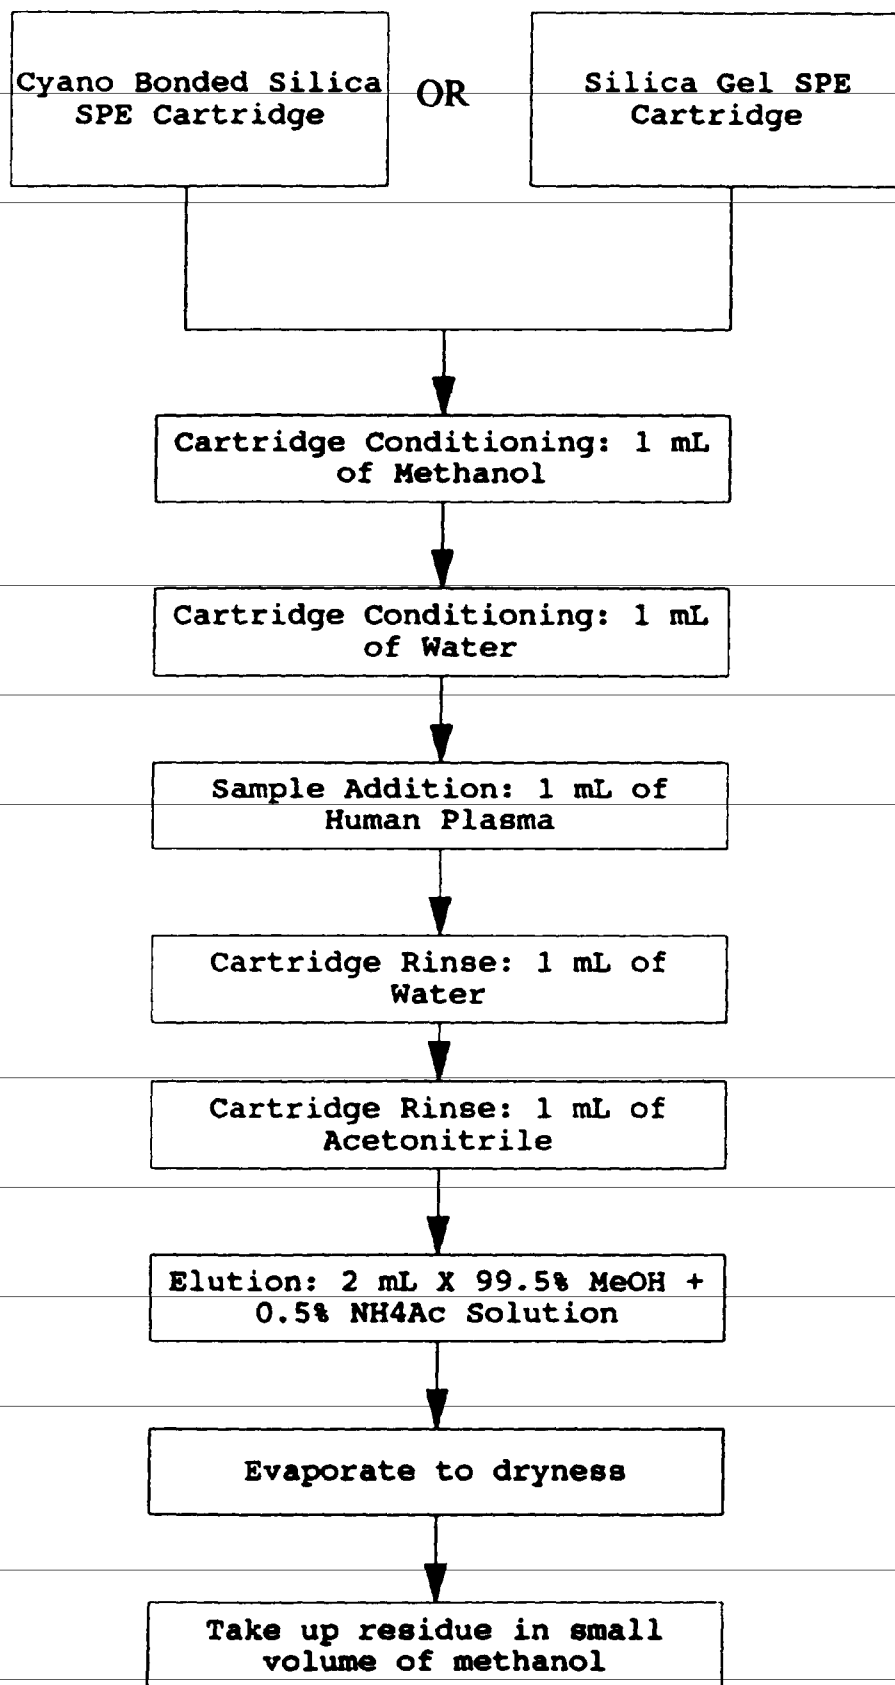 Cyano Bonded Silica
SPE Cartridge
OR
Silica Gel SPE
Cartridge
Cartridge Conditioning: 1 mL
of Methanol
Cartridge Conditioning: 1 mL
of Water
Sample Addition: 1 mL of
Human Plasma
Cartridge Rinse: 1 mL of
Water
Cartridge Rinse: 1 mL of
Acetonitrile
Elution: 2 mL X 99.5% MeOH +
0.5% NH4Ac Solution
Evaporate to dryness
Take up residue in small
volume of methanol